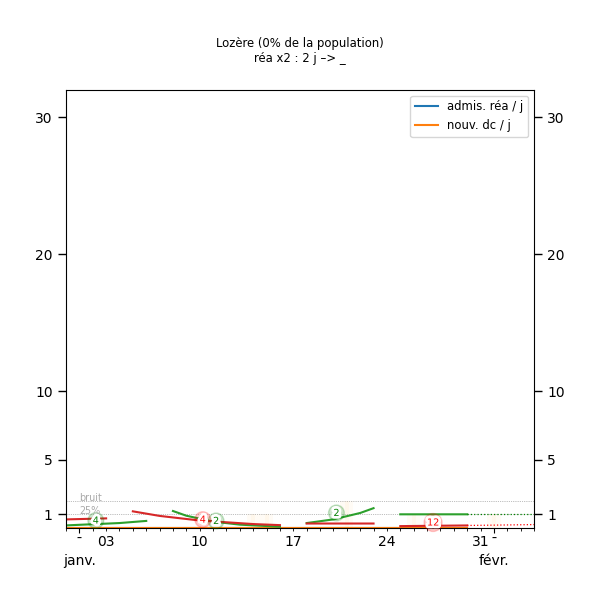 Lozère (0% de la population)
réa x2 : 2 j –> _
admis. réa / j
nouv. dc / j
30 30
20 20
10 10
5 5
bruit
25%
1 1
4 4 2 2 12
- 03 10 17 24 31 -
janv. févr.